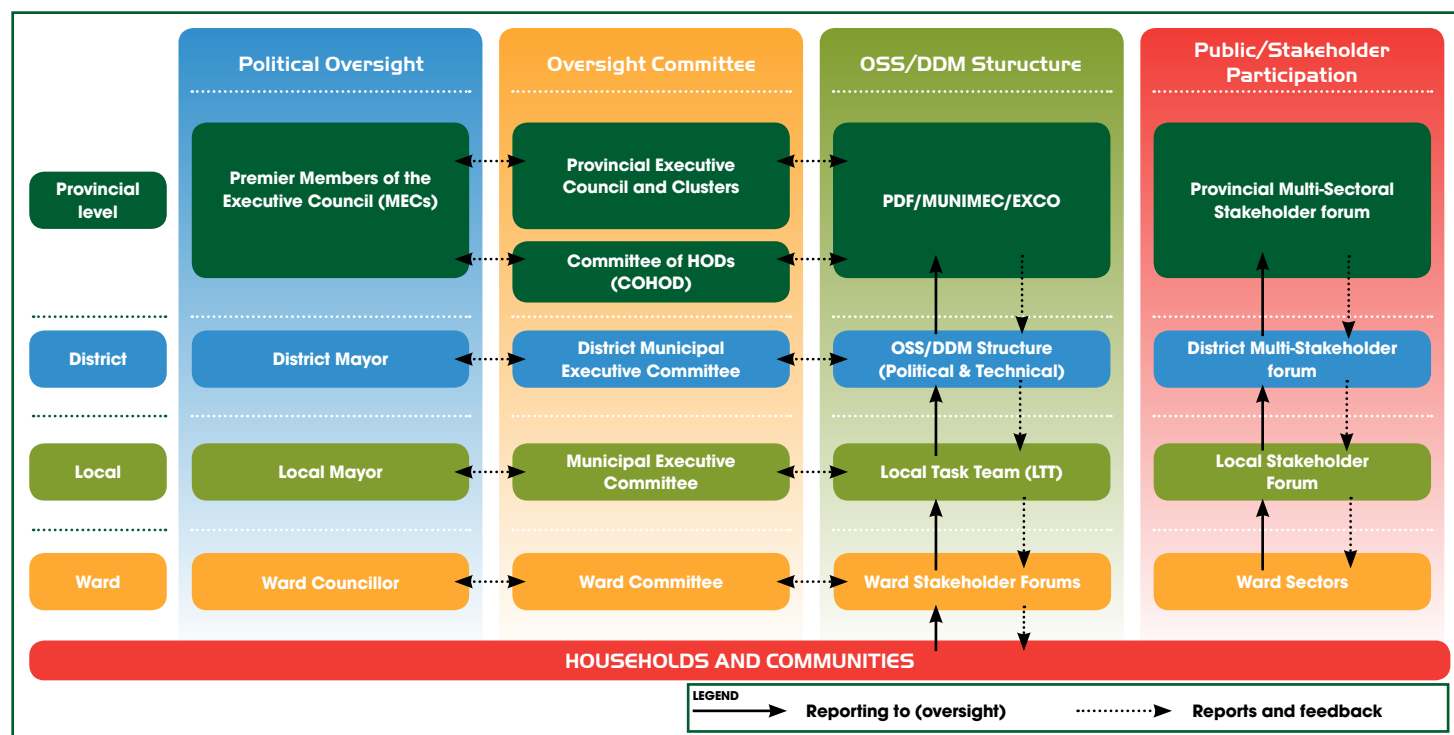 Political Oversight
Oversight Committee
OSS/DDM Sturucture
Public/Stakeholder
Participation
Provincial
level
Premier Members of the
Executive Council (MECs)
Provincial Executive
Council and Clusters
Committee of HODs
(COHOD)
PDF/MUNIMEC/EXCO
Provincial Multi-Sectoral
Stakeholder forum
District
District Mayor
District Municipal
Executive Committee
OSS/DDM Structure
(Political & Technical)
District Multi-Stakeholder
forum
Local
Local Mayor
Municipal Executive
Committee
Local Task Team (LTT)
Local Stakeholder
Forum
Ward
Ward Councillor
Ward Committee
Ward Stakeholder Forums
Ward Sectors
HOUSEHOLDS AND COMMUNITIES
LEGEND
Reporting to (oversight)
Reports and feedback